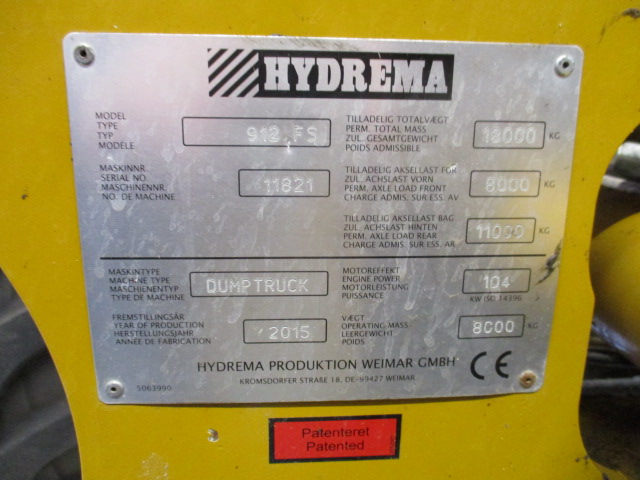 HYDREMA
MODEL
TYPE
TYP
MODÈLE
912 FS
TILLADELIG TOTALVÆGT
PERM. TOTAL MASS
ZUL. GESAMTGEWICHT
POIDS ADMISSIBLE
18000 KG
MASKINNR.
SERIAL NO.
MASCHINENNR.
NO. DE MACHINE
11821
TILLADELIG AKSELLAST FOR
ZUL. ACHSLAST VORN
PERM. AXLE LOAD FRONT
CHARGE ADMIS. SUR ESS. AV
8000 KG
TILLADELIG AKSELLAST BAG
ZUL. ACHSLAST HINTEN
PERM. AXLE LOAD REAR
CHARGE ADMIS. SUR ESS. AR
11000 KG
MASKINTYPE
MACHINE TYPE
MASCHIENENTYP
TYPE DE MACHINE
DUMPTRUCK
MOTOREFFEKT
ENGINE POWER
MOTORLEISTUNG
PUISSANCE
104
KW ISO 14396
FREMSTILLINGSÅR
YEAR OF PRODUCTION
HERSTELLUNGSJAHR
ANNÉE DE FABRICATION
2015
VÆGT
OPERATING MASS
LEERGEWICHT
POIDS
8000 KG
HYDREMA PRODUKTION WEIMAR GMBH
CE
KROMSDORFER STRAßE 18, DE-99427 WEIMAR
5063990
Patenteret
Patented